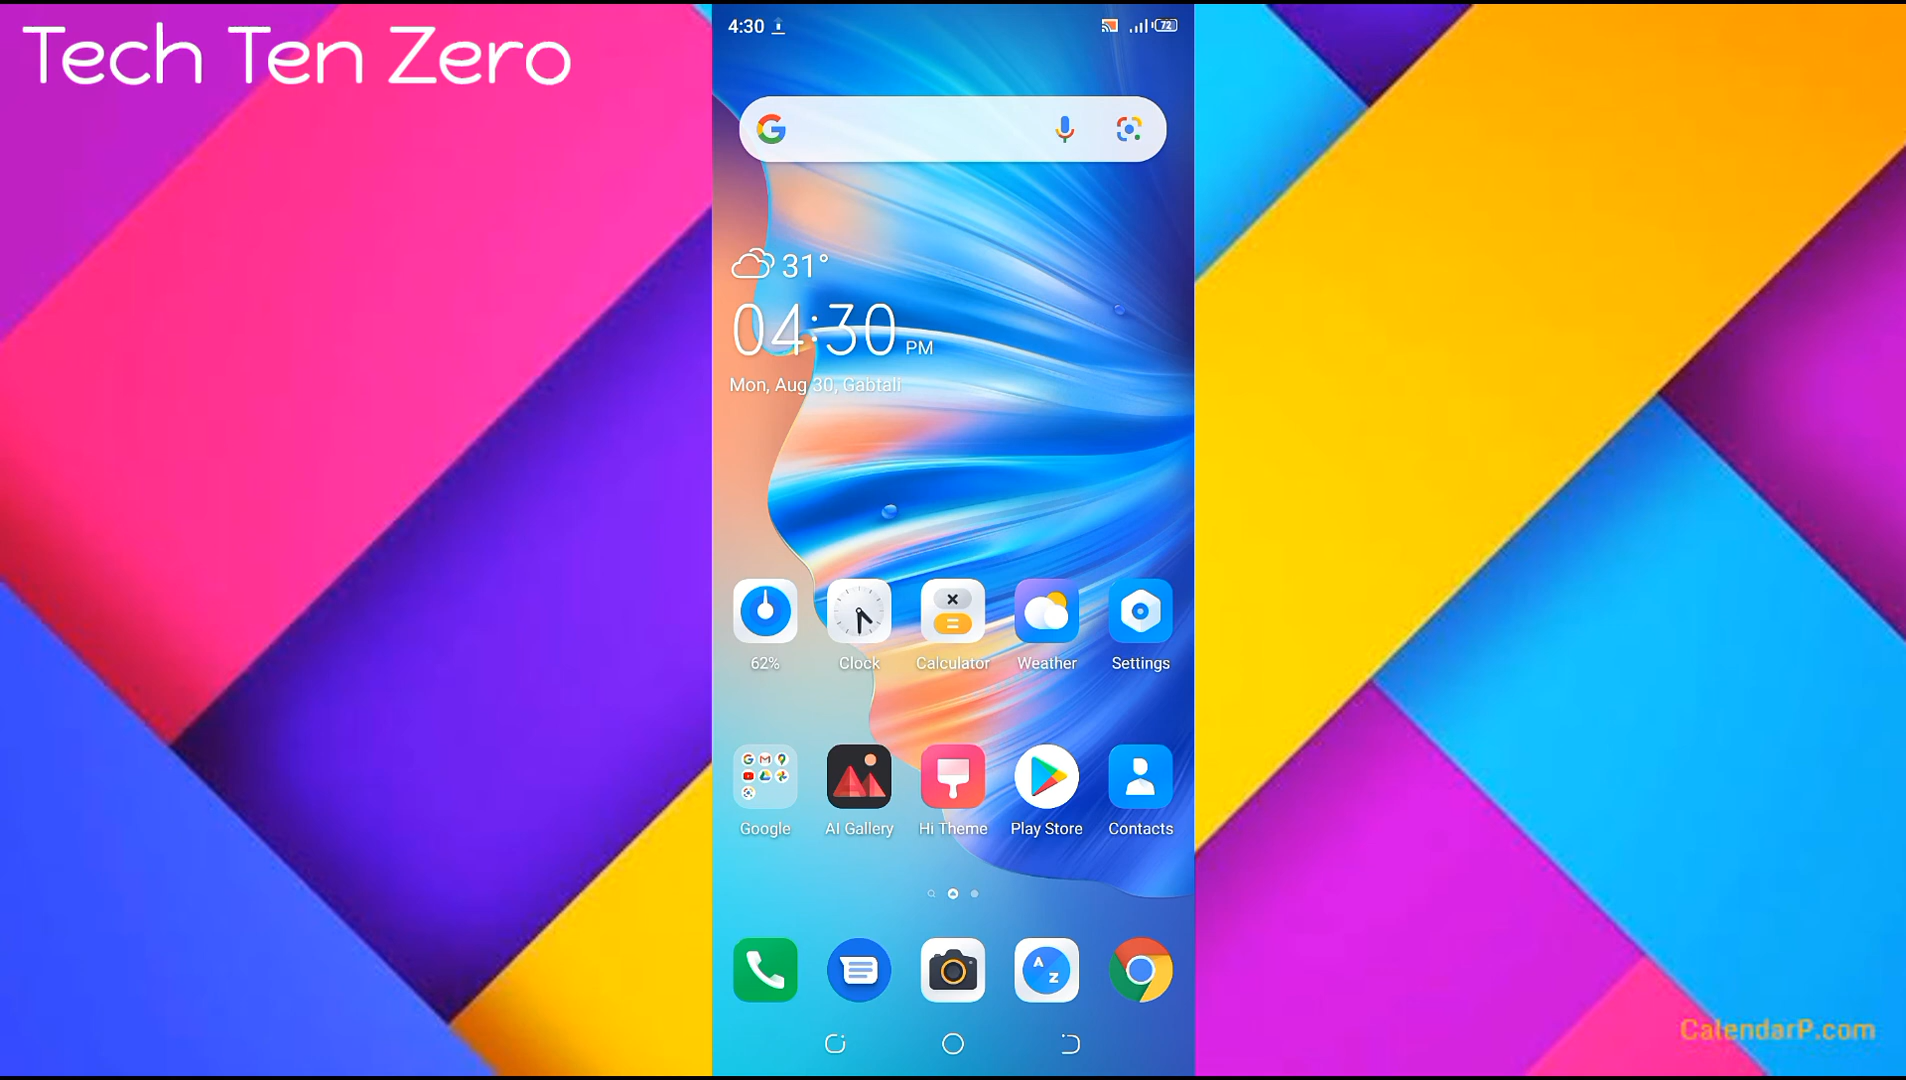 Tech Ten Zero
4:30
72
31°
04:30 PM
Mon, Aug 30, Gabtali
62%
Clock
Calculator
Weather
Settings
Google
AI Gallery
Hi Theme
Play Store
Contacts
A
Z
CalendarP.com